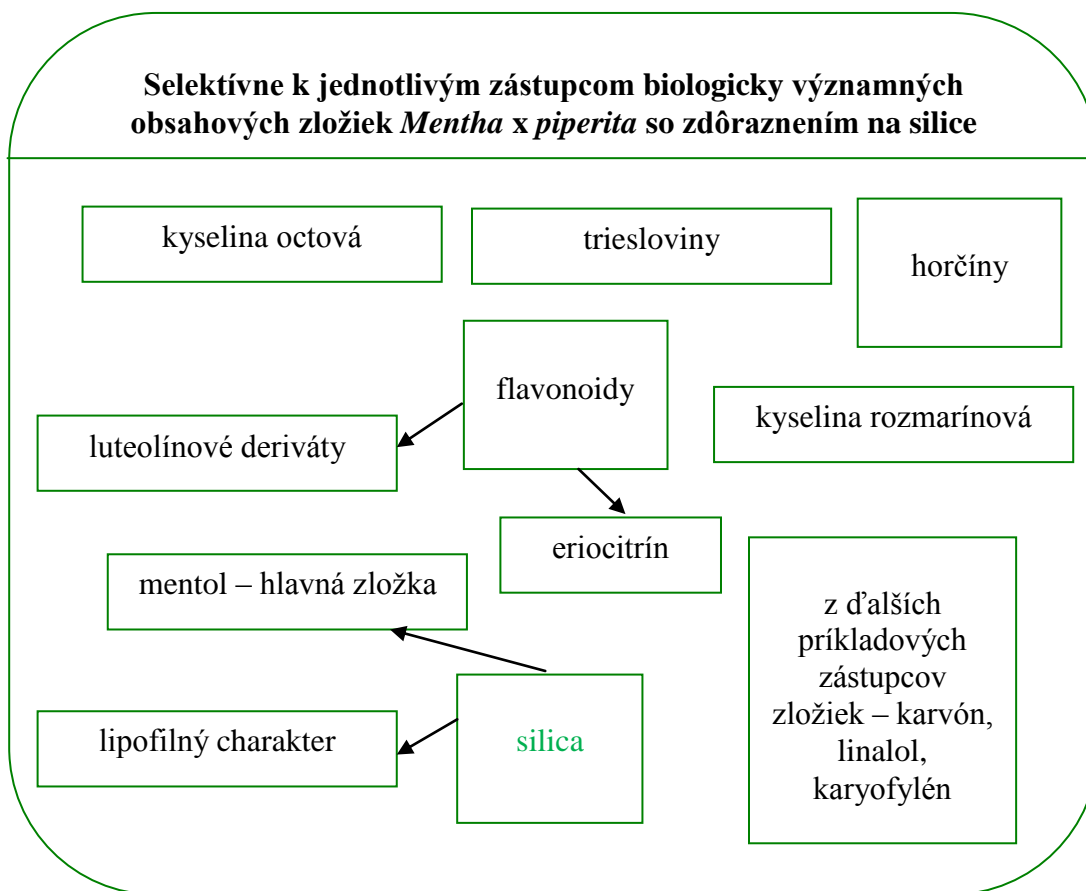 Selektívne k jednotlivým zástupcom biologicky významných
obsahových zložiek Mentha x piperita so zdôraznením na silice
kyselina octová
triesloviny
horčíny
flavonoidy
kyselina rozmarínová
luteolínové deriváty
eriocitrín
mentol – hlavná zložka
z ďalších
príkladových
zástupcov
zložiek – karvón,
linalol,
karyofylén
lipofilný charakter
silica